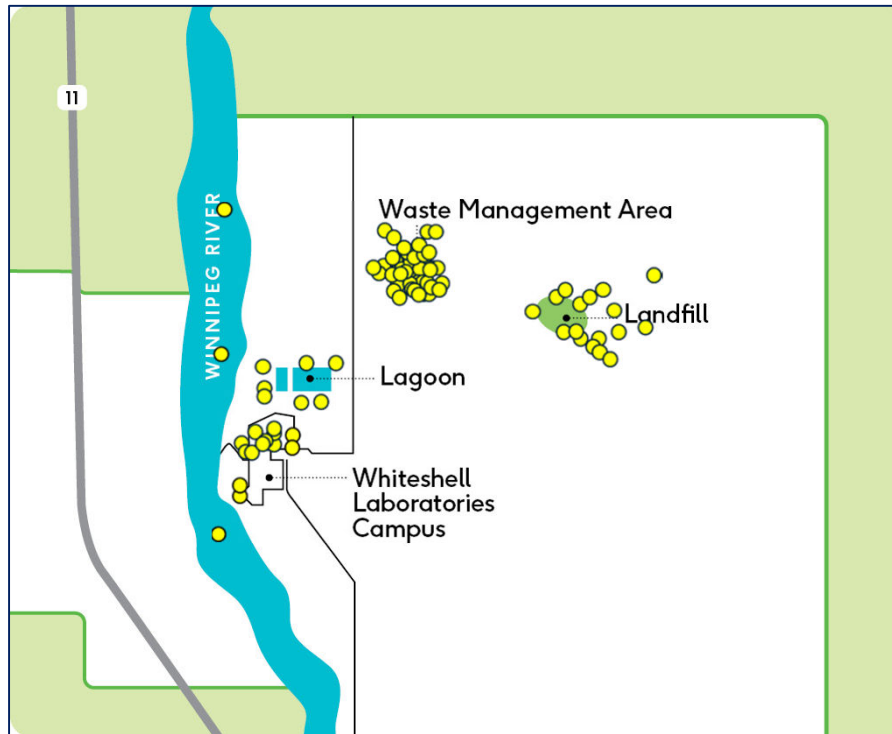 11
WINNIPEG RIVER
Waste Management Area
Landfill
Lagoon
Whiteshell
Laboratories
Campus